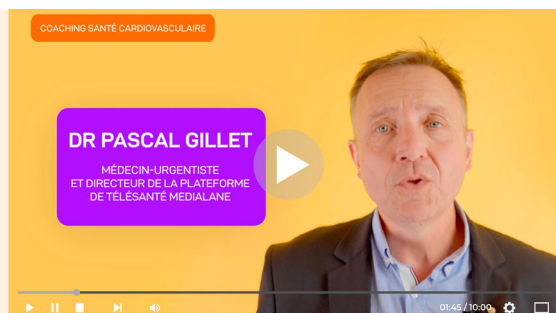 COACHING SANTÉ CARDIOVASCULAIRE
DR PASCAL GILLET
MÉDECIN-URGENTISTE
ET DIRECTEUR DE LA PLATEFORME
DE TÉLÉSANTÉ MEDIALANE
01:45 / 10:00